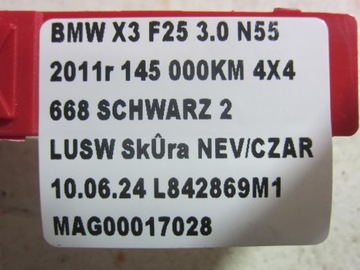 BMW X3 F25 3.0 N55
2011r 145 000KM 4X4
668 SCHWARZ 2
LUSW SkÛra NEV/CZAR
10.06.24 L842869M1
MAG00017028